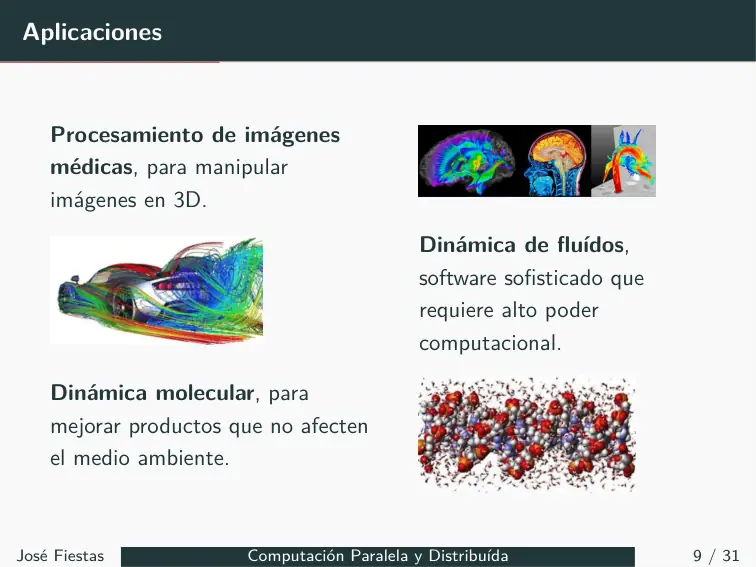 Aplicaciones
Procesamiento de imágenes
médicas, para manipular
imágenes en 3D.
Dinámica de fluídos,
software sofisticado que
requiere alto poder
computacional.
Dinámica molecular, para
mejorar productos que no afecten
el medio ambiente.
José Fiestas
Computación Paralela y Distribuída
9 / 31